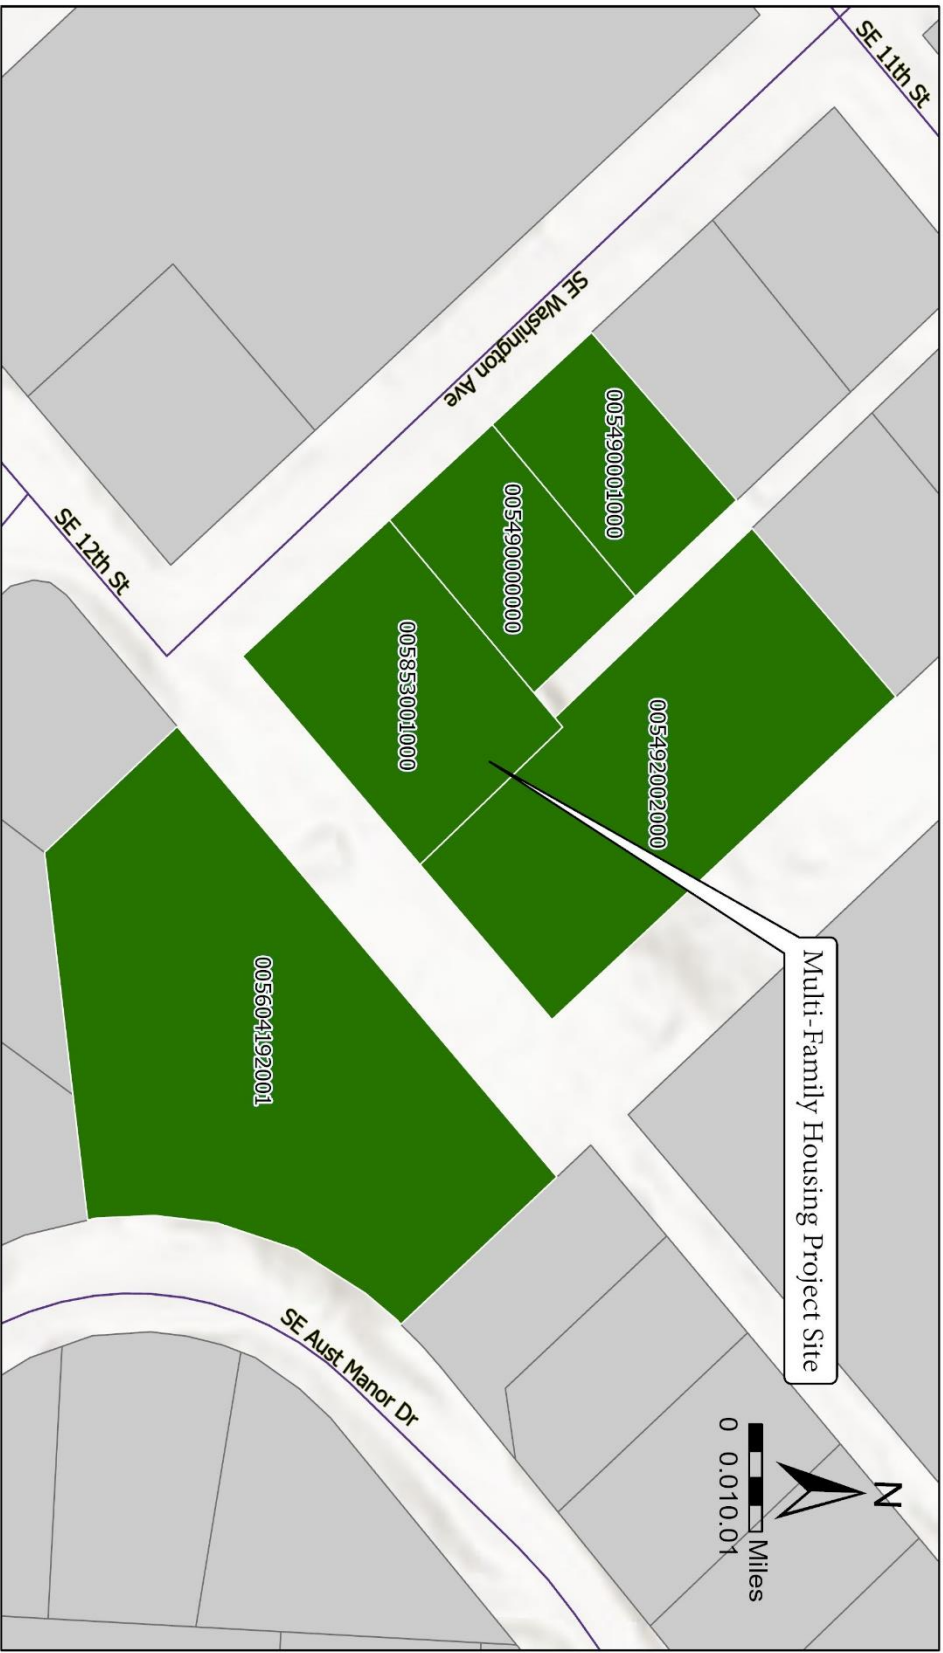 SE 11th St
SE Washington Ave
005490001000
005490000000
005853001000
005492002000
SE 12th St
005604192001
Multi-Family Housing Project Site
SE Aust Manor Dr
N
0 0.010.01
Miles